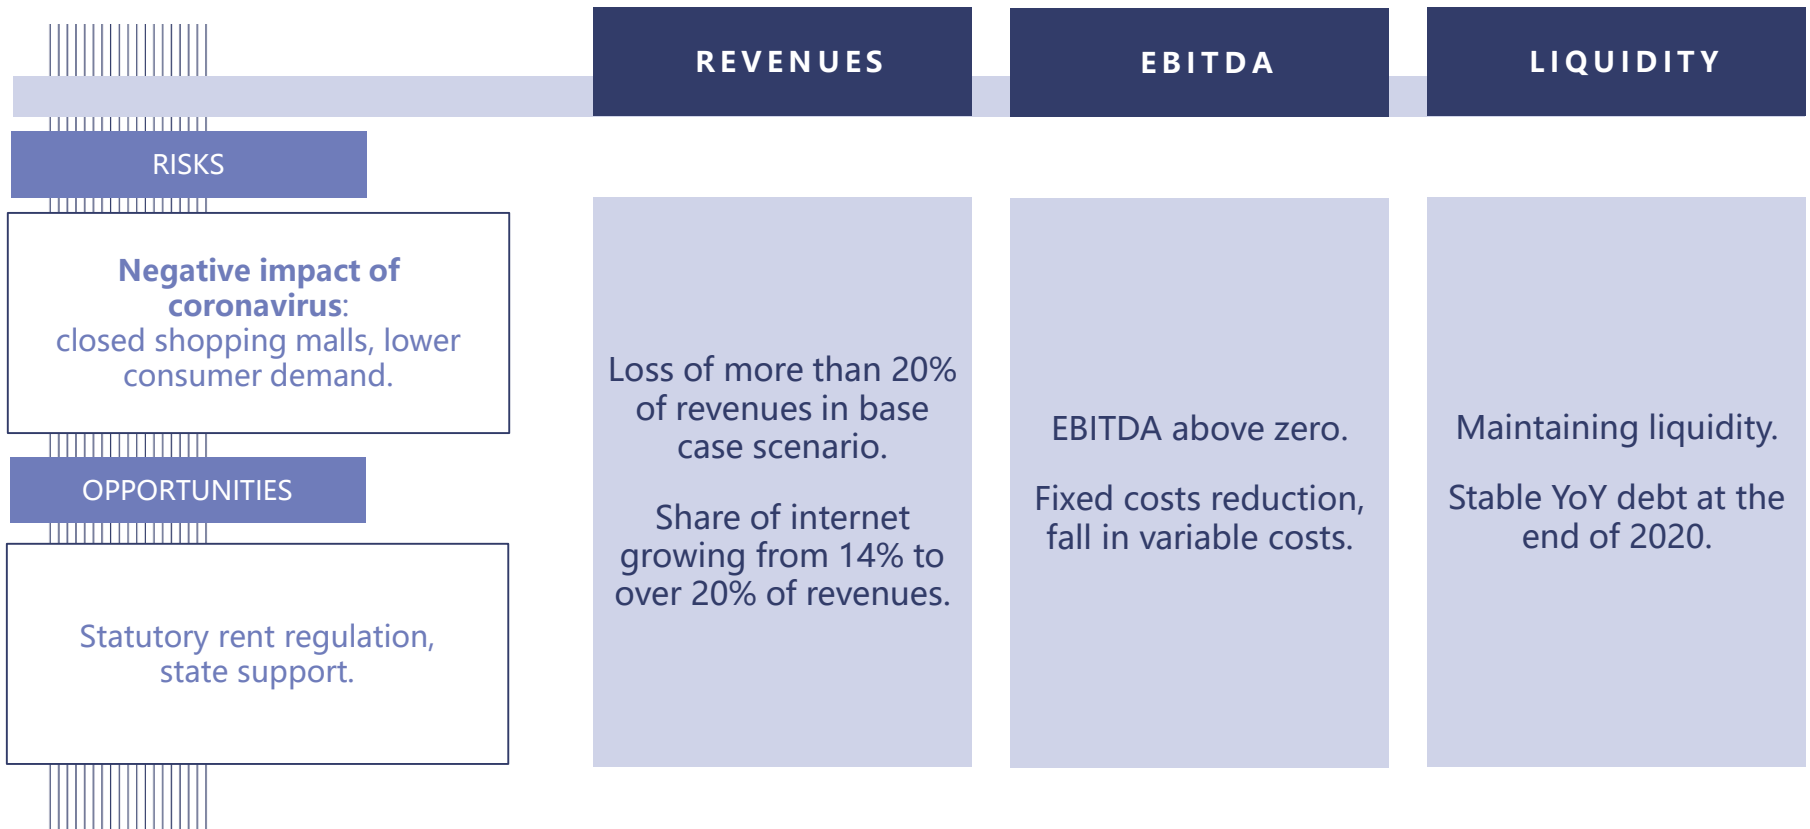 REVENUES
EBITDA
LIQUIDITY
RISKS
Negative impact of
coronavirus:
closed shopping malls, lower
consumer demand.
OPPORTUNITIES
Statutory rent regulation,
state support.
Loss of more than 20%
of revenues in base
case scenario.
Share of internet
growing from 14% to
over 20% of revenues.
EBITDA above zero.
Fixed costs reduction,
fall in variable costs.
Maintaining liquidity.
Stable YoY debt at the
end of 2020.